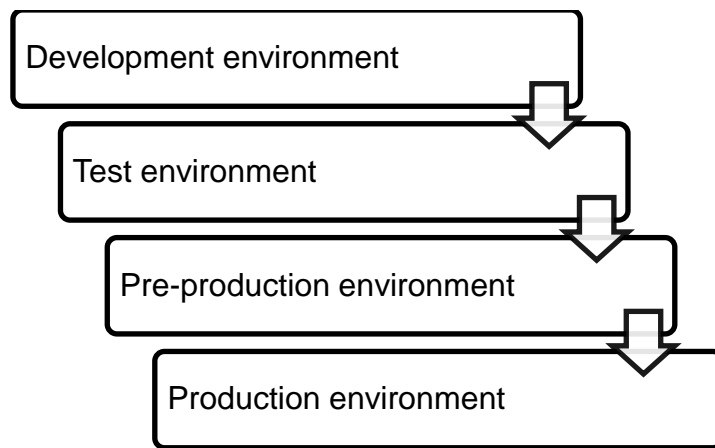 Development environment
Test environment
Pre-production environment
Production environment